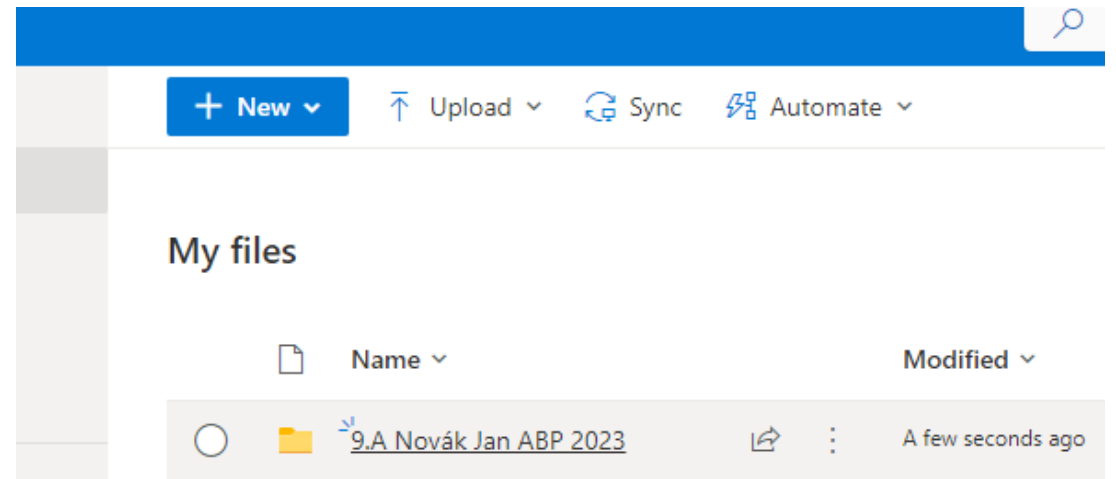 New Upload Sync Automate
My files
Name Modified
9.A Novák Jan ABP 2023 A few seconds ago